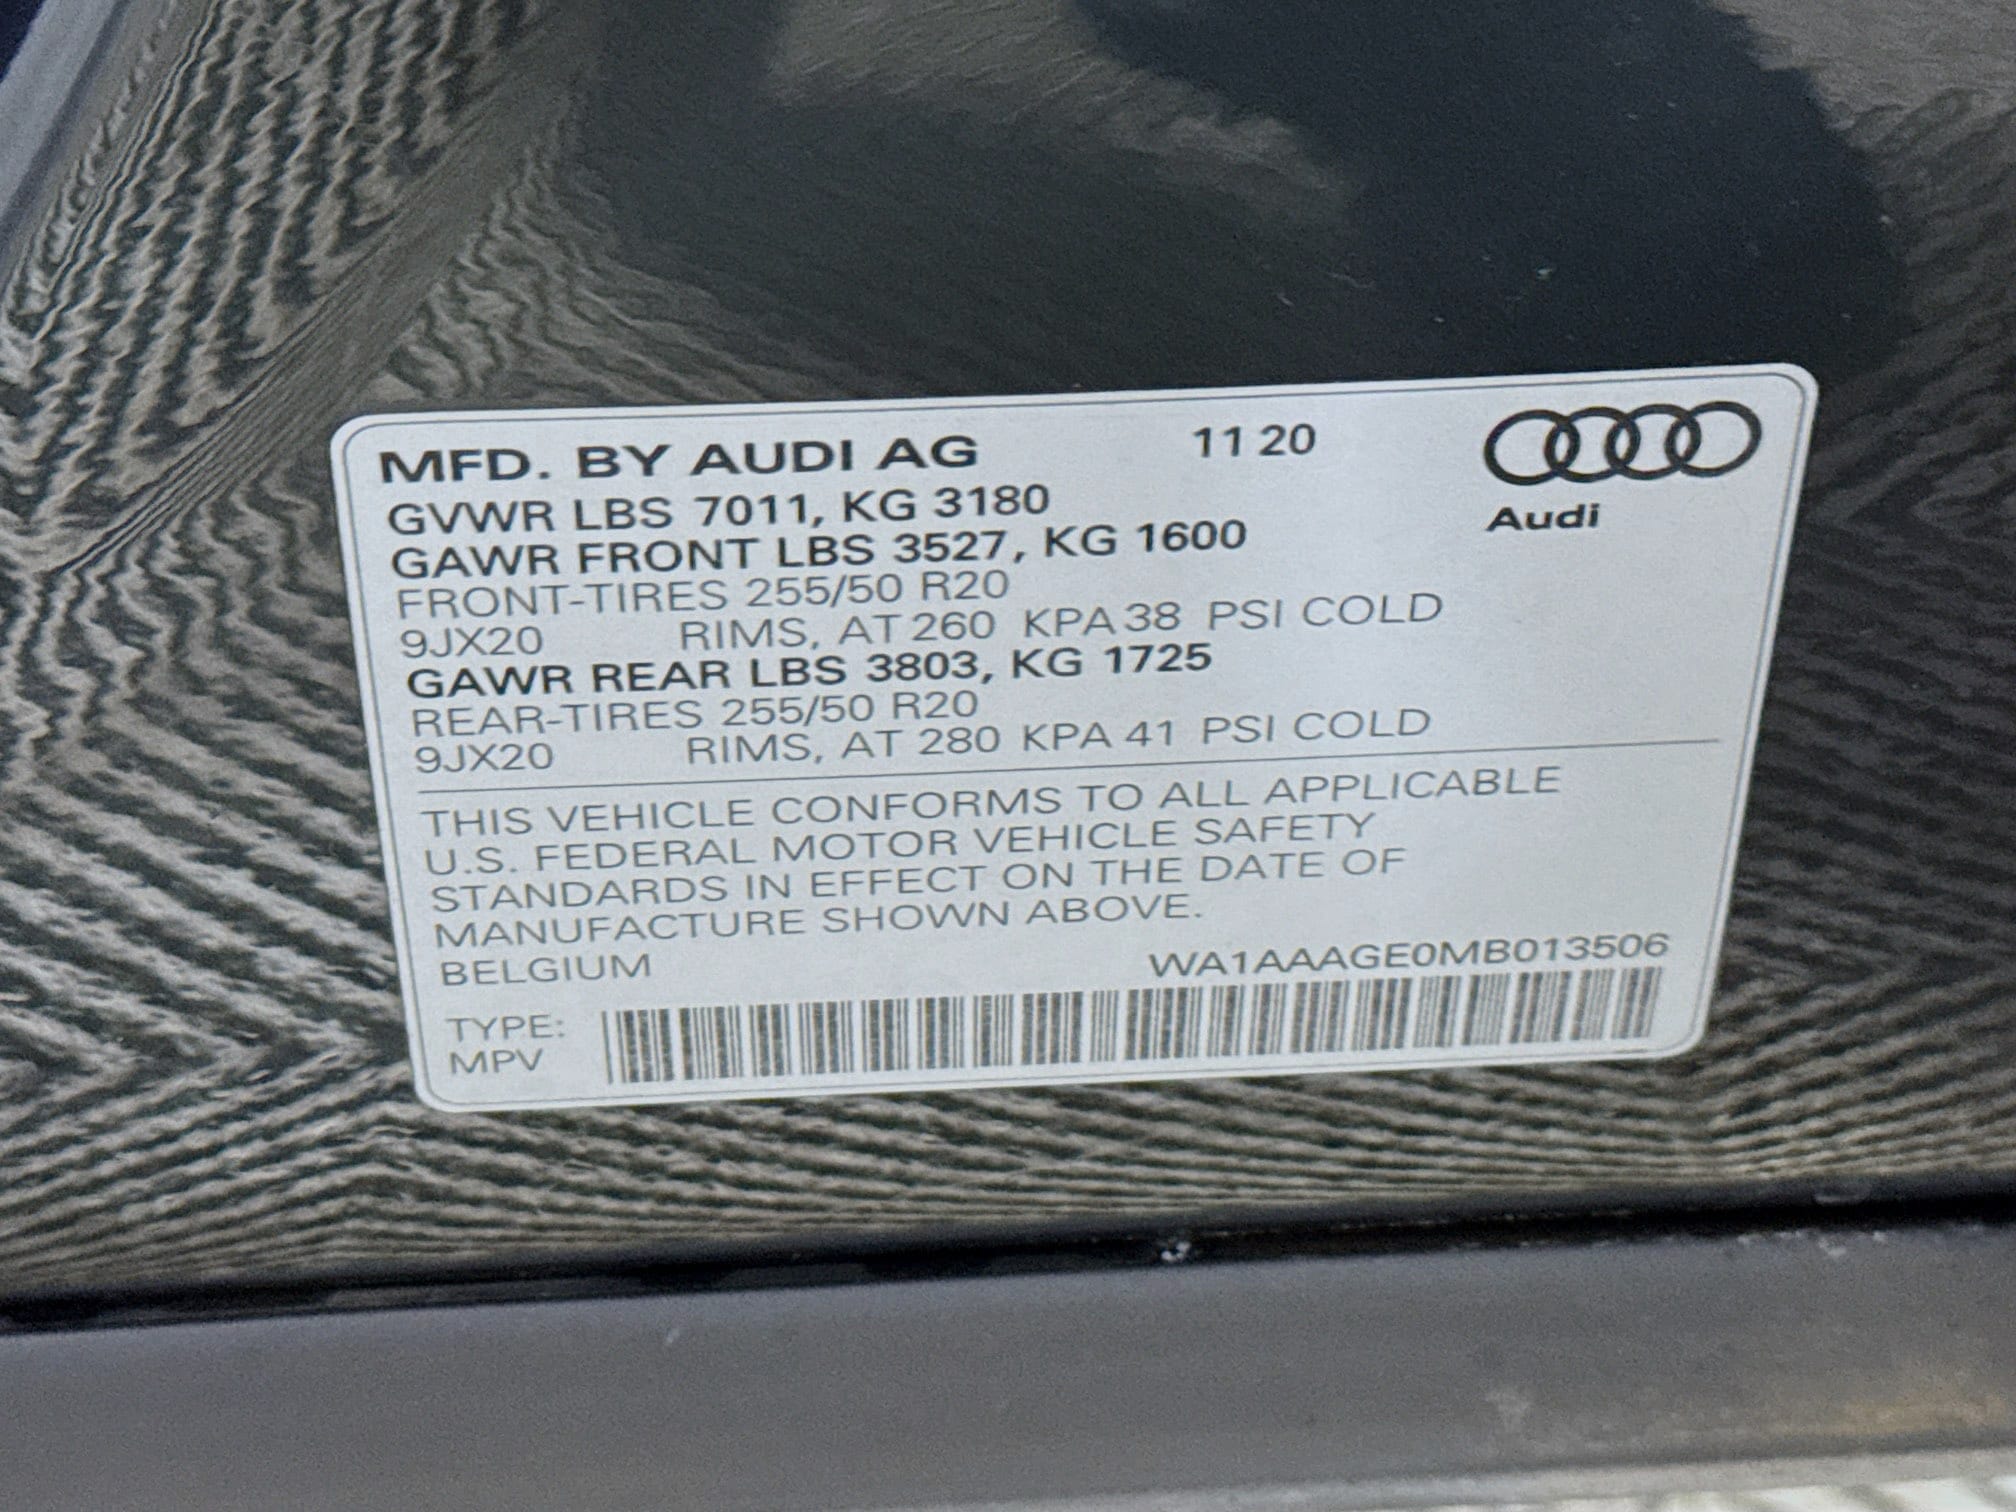 MFD. BY AUDI AG 11 20
GVWR LBS 7011, KG 3180
Audi
GAWR FRONT LBS 3527, KG 1600
FRONT-TIRES 255/50 R20
9JX20 RIMS, AT 260 KPA 38 PSI COLD
GAWR REAR LBS 3803, KG 1725
REAR-TIRES 255/50 R20
9JX20 RIMS, AT 280 KPA 41 PSI COLD
THIS VEHICLE CONFORMS TO ALL APPLICABLE
U.S. FEDERAL MOTOR VEHICLE SAFETY
STANDARDS IN EFFECT ON THE DATE OF
MANUFACTURE SHOWN ABOVE.
BELGIUM WA1AAAGE0MB013506
TYPE:
MPV